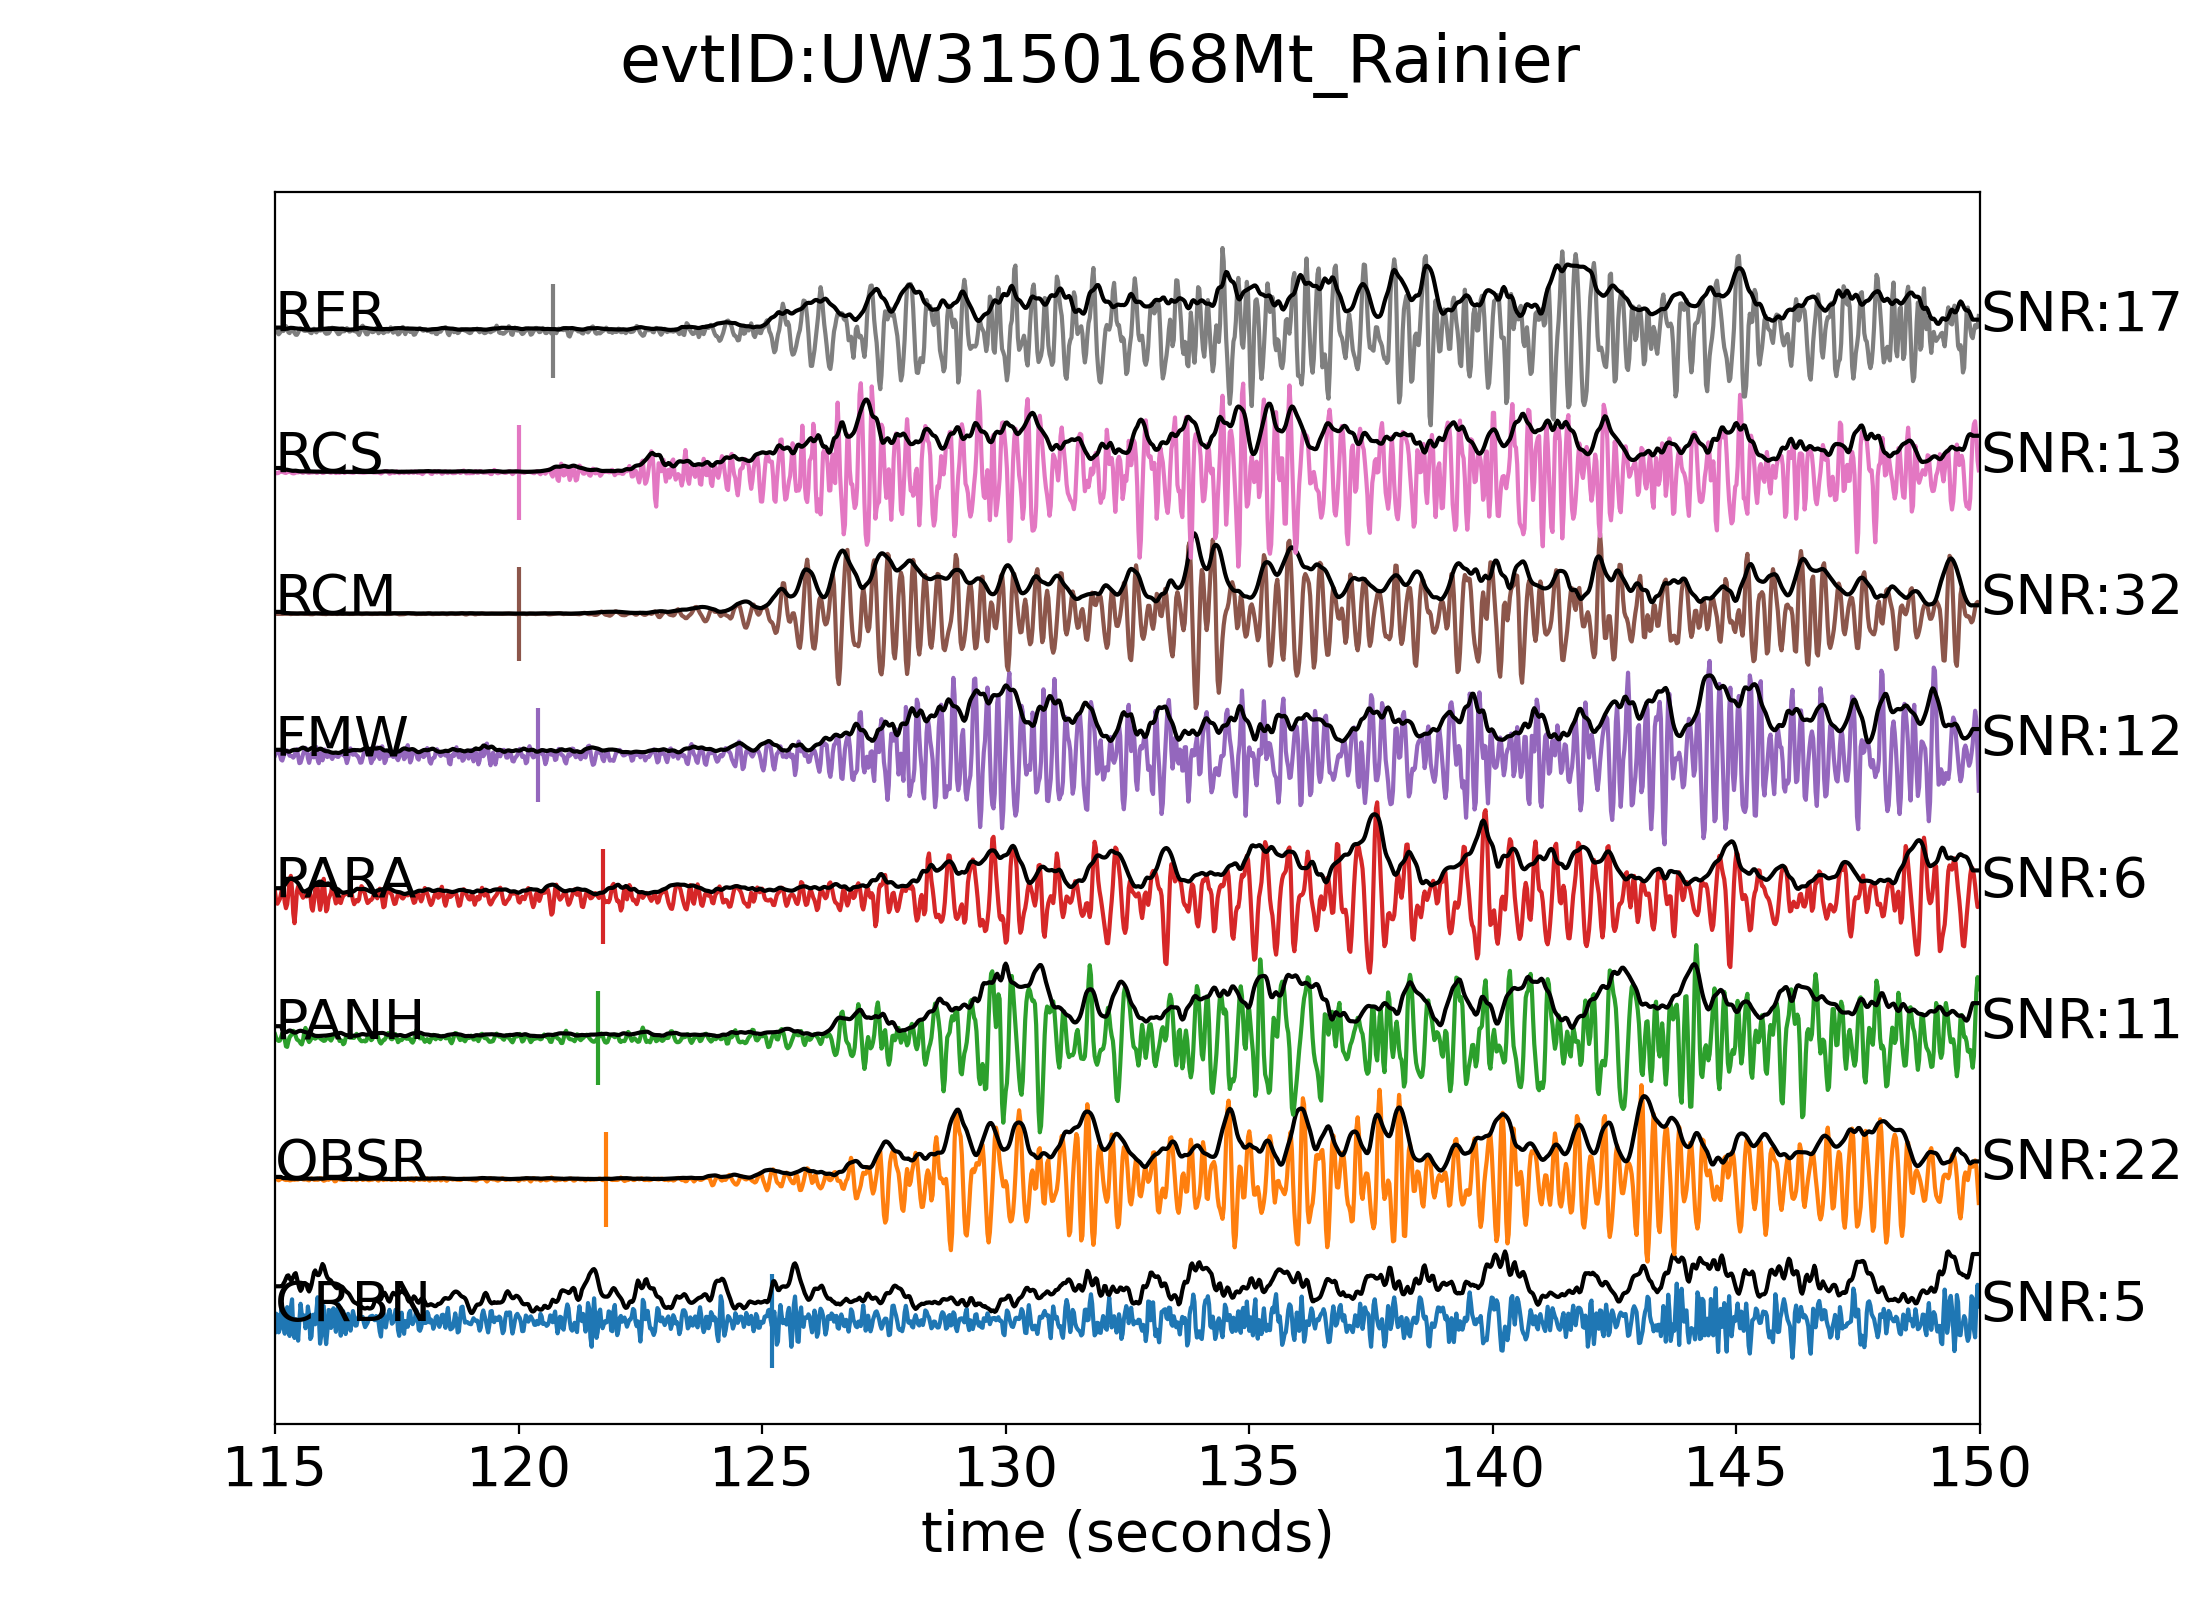 evtID:UW3150168Mt_Rainier
RER SNR:17
RCS SNR:13
RCM SNR:32
FMW SNR:12
PARA SNR:6
PANH SNR:11
OBSR SNR:22
CRBN SNR:5
115 120 125 130 135 140 145 150
time (seconds)